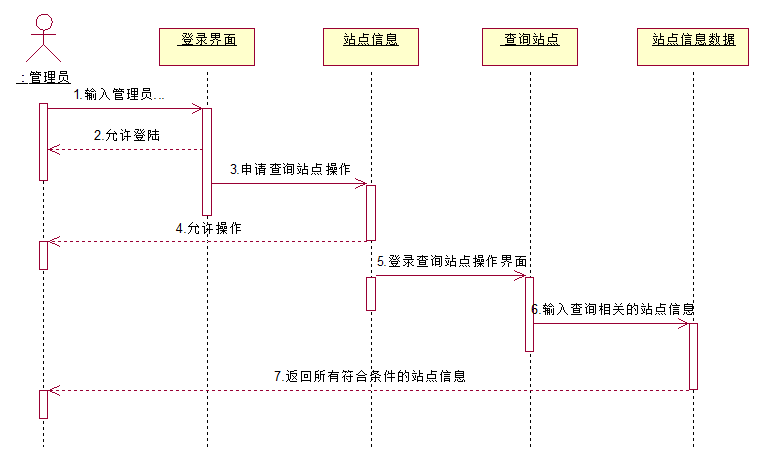 登录界面
站点信息
查询站点
站点信息数据
: 管理员
1.输入管理员...
2.允许登陆
3.申请查询站点操作
4.允许操作
5.登录查询站点操作界面
6.输入查询相关的站点信息
7.返回所有符合条件的站点信息